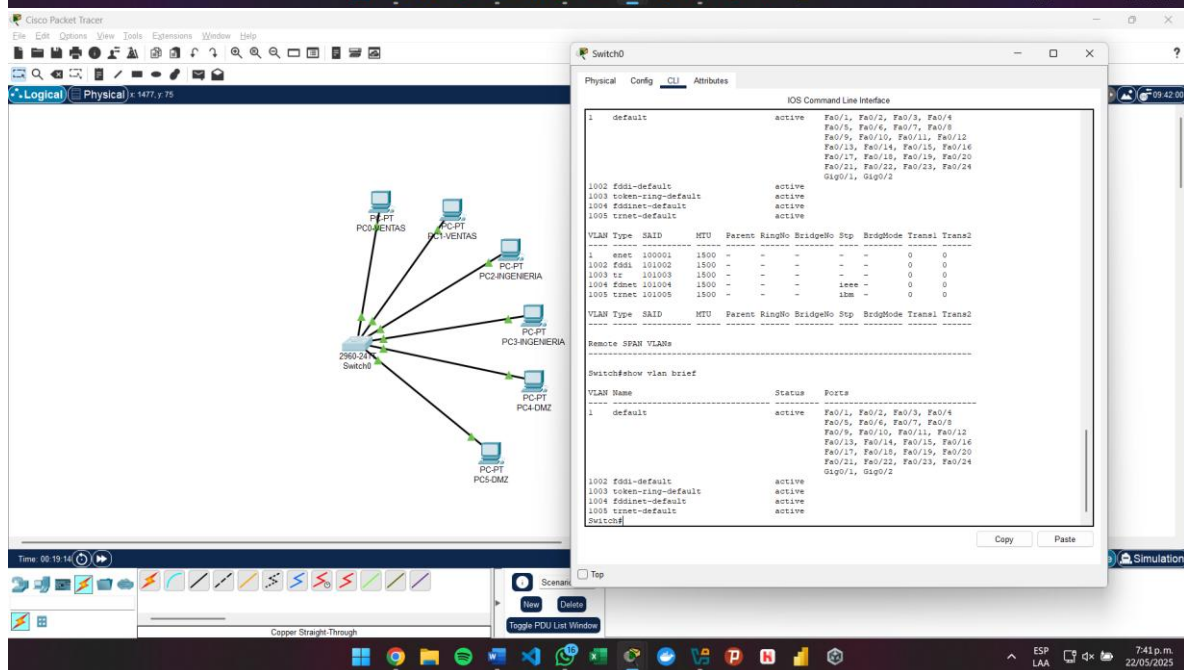 Cisco Packet Tracer
File Edit Options View Tools Extensions Window Help
?
Logical Physical x: 1477, y: 75
09:42:00
PC-PT
PC0-VENTAS
PC-PT
PC1-VENTAS
PC-PT
PC2-INGENIERIA
PC-PT
PC3-INGENIERIA
2960-24TT
Switch0
PC-PT
PC4-DMZ
PC-PT
PC5-DMZ
Switch0
Physical Config CLI Attributes
IOS Command Line Interface
1 default active Fa0/1, Fa0/2, Fa0/3, Fa0/4
Fa0/5, Fa0/6, Fa0/7, Fa0/8
Fa0/9, Fa0/10, Fa0/11, Fa0/12
Fa0/13, Fa0/14, Fa0/15, Fa0/16
Fa0/17, Fa0/18, Fa0/19, Fa0/20
Fa0/21, Fa0/22, Fa0/23, Fa0/24
Gig0/1, Gig0/2
1002 fddi-default active
1003 token-ring-default active
1004 fddinet-default active
1005 trnet-default active
VLAN Type SAID MTU Parent RingNo BridgeNo Stp BrdgMode Trans1 Trans2
---- ----- ---------- ----- ------ ------ -------- ---- -------- ------ ------
1 enet 100001 1500 - - - - - 0 0
1002 fddi 101002 1500 - - - - - 0 0
1003 tr 101003 1500 - - - - - 0 0
1004 fdnet 101004 1500 - - - ieee - 0 0
1005 trnet 101005 1500 - - - ibm - 0 0
VLAN Type SAID MTU Parent RingNo BridgeNo Stp BrdgMode Trans1 Trans2
---- ----- ---------- ----- ------ ------ -------- ---- -------- ------ ------
Remote SPAN VLANs
------------------------------------------------------------------------------
Switch#show vlan brief
VLAN Name Status Ports
---- -------------------------------- --------- -------------------------------
1 default active Fa0/1, Fa0/2, Fa0/3, Fa0/4
Fa0/5, Fa0/6, Fa0/7, Fa0/8
Fa0/9, Fa0/10, Fa0/11, Fa0/12
Fa0/13, Fa0/14, Fa0/15, Fa0/16
Fa0/17, Fa0/18, Fa0/19, Fa0/20
Fa0/21, Fa0/22, Fa0/23, Fa0/24
Gig0/1, Gig0/2
1002 fddi-default active
1003 token-ring-default active
1004 fddinet-default active
1005 trnet-default active
Switch#
Copy Paste
Top
Time: 00:19:14
Simulation
New Delete
Toggle PDU List Window
Copper Straight-Through
16
ESP
LAA
7:41 p. m.
22/05/2025